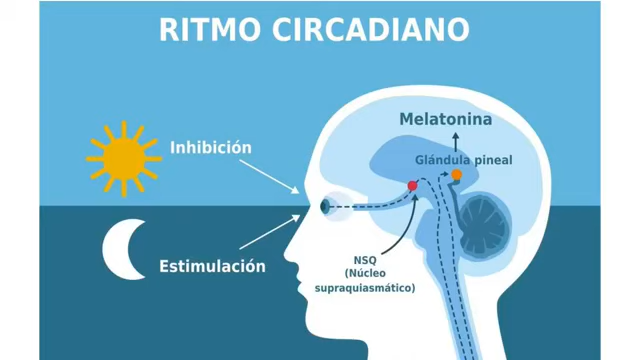 RITMO CIRCADIANO
Inhibición
Estimulación
Melatonina
Glándula pineal
NSQ
(Núcleo
supraquiasmático)